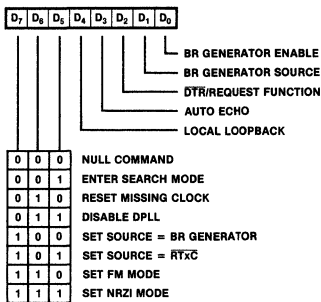 D7 D6 D5 D4 D3 D2 D1 D0
BR GENERATOR ENABLE
BR GENERATOR SOURCE
DTR/REQUEST FUNCTION
AUTO ECHO
LOCAL LOOPBACK
0 0 0 NULL COMMAND
0 0 1 ENTER SEARCH MODE
0 1 0 RESET MISSING CLOCK
0 1 1 DISABLE DPLL
1 0 0 SET SOURCE = BR GENERATOR
1 0 1 SET SOURCE = RTxC
1 1 0 SET FM MODE
1 1 1 SET NRZI MODE